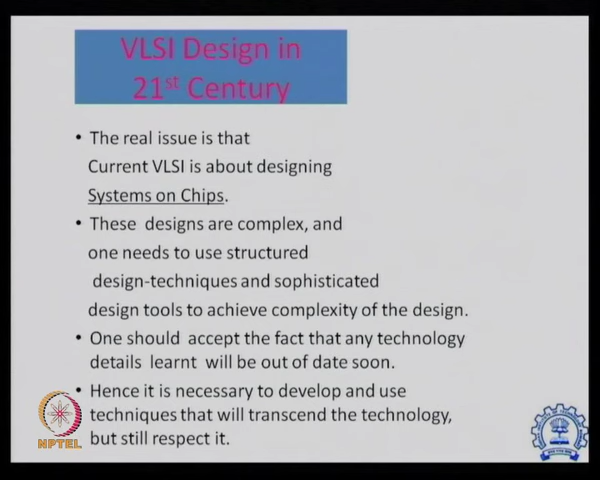 VLSI Design in
21st Century
• The real issue is that
Current VLSI is about designing
Systems on Chips.
• These designs are complex, and
one needs to use structured
design-techniques and sophisticated
design tools to achieve complexity of the design.
• One should accept the fact that any technology
details learnt will be out of date soon.
• Hence it is necessary to develop and use
techniques that will transcend the technology,
but still respect it.
NPTEL